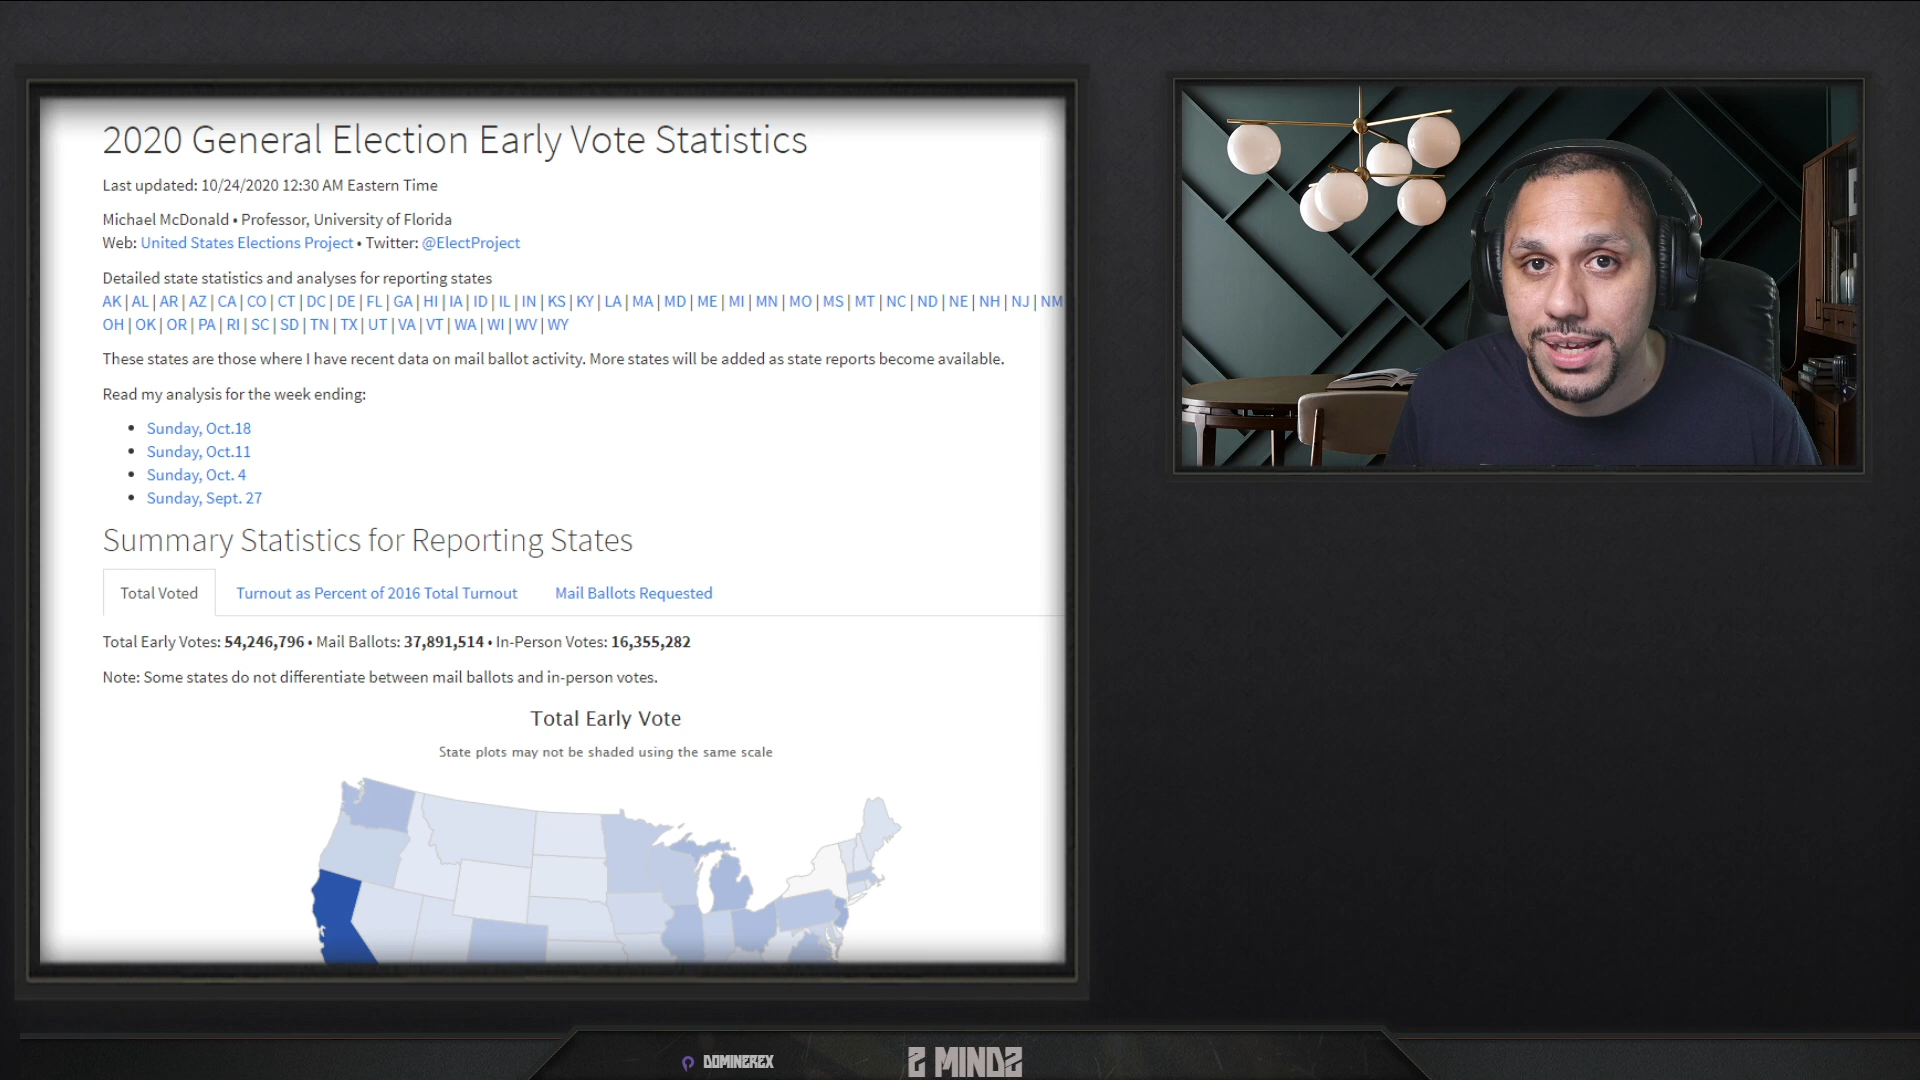 2020 General Election Early Vote Statistics
Last updated: 10/24/2020 12:30 AM Eastern Time
Michael McDonald • Professor, University of Florida
Web: United States Elections Project • Twitter: @ElectProject
Detailed state statistics and analyses for reporting states
AK | AL | AR | AZ | CA | CO | CT | DC | DE | FL | GA | HI | IA | ID | IL | IN | KS | KY | LA | MA | MD | ME | MI | MN | MO | MS | MT | NC | ND | NE | NH | NJ | NM
OH | OK | OR | PA | RI | SC | SD | TN | TX | UT | VA | VT | WA | WI | WV | WY
These states are those where I have recent data on mail ballot activity. More states will be added as state reports become available.
Read my analysis for the week ending:
• Sunday, Oct.18
• Sunday, Oct.11
• Sunday, Oct. 4
• Sunday, Sept. 27
Summary Statistics for Reporting States
Total Voted
Turnout as Percent of 2016 Total Turnout
Mail Ballots Requested
Total Early Votes: 54,246,796 • Mail Ballots: 37,891,514 • In-Person Votes: 16,355,282
Note: Some states do not differentiate between mail ballots and in-person votes.
Total Early Vote
State plots may not be shaded using the same scale
DOMINEREX
2 MINDZ